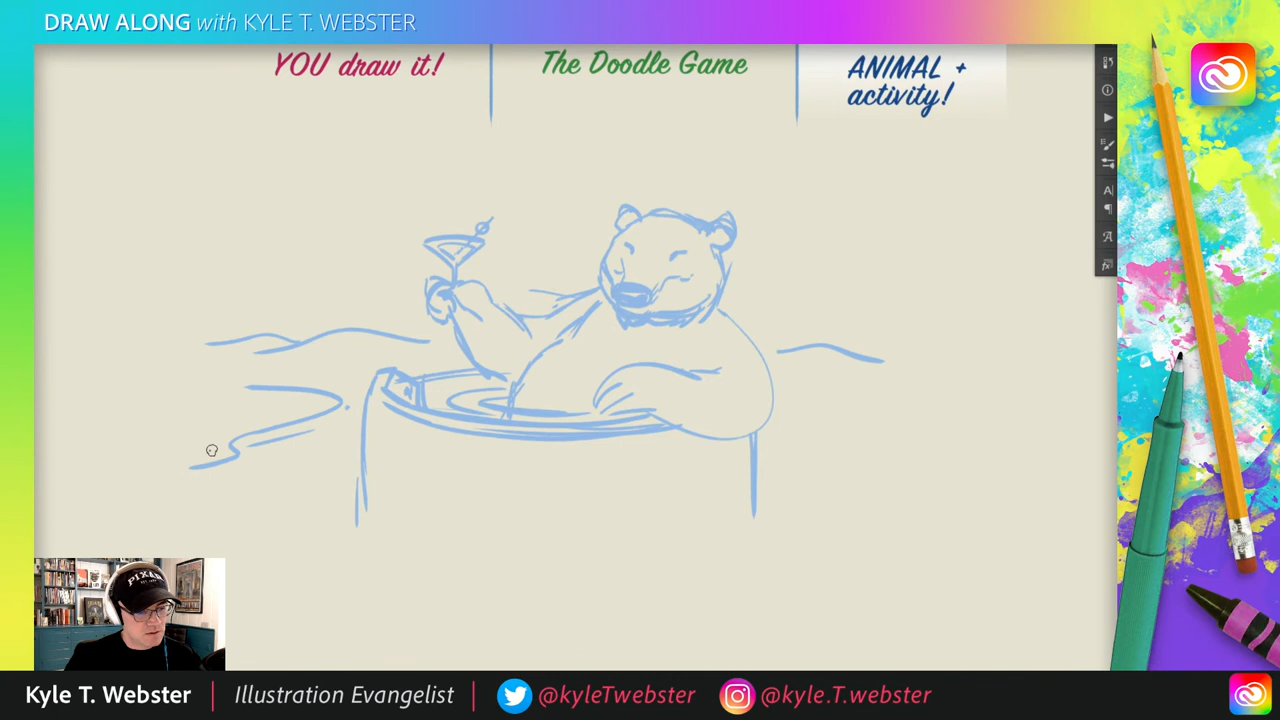 DRAW ALONG with KYLE T. WEBSTER
YOU draw it!
The Doodle Game
ANIMAL +
activity!
PIXAR
Kyle T. Webster
Illustration Evangelist
@kyleTwebster
@kyle.T.webster